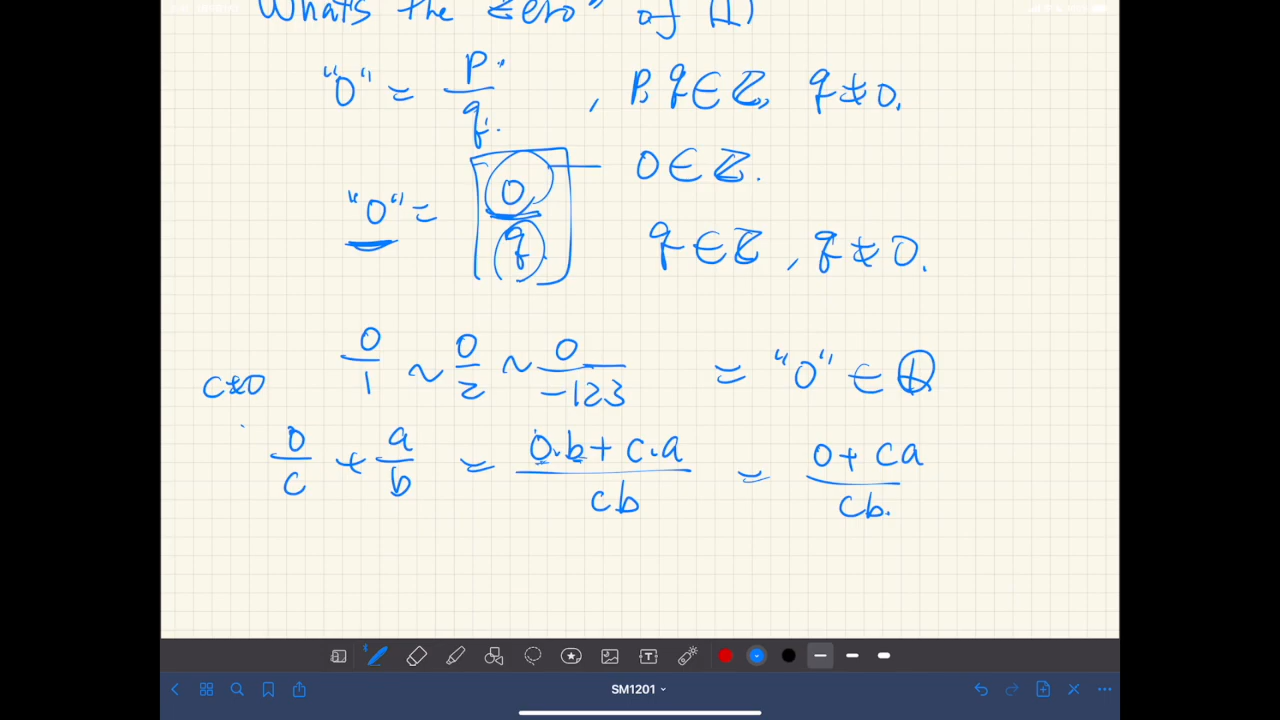 What's the "zero" of ℚ
"0" = p/q , p, q ∈ ℤ, q ≠ 0.
"0" = 0/q 0 ∈ ℤ.
q ∈ ℤ, q ≠ 0.
c≠0 0/1 ~ 0/2 ~ 0/-123 = "0" ∈ ℚ
0/c + a/b = (0·b + c·a)/cb = (0 + ca)/cb.
SM1201